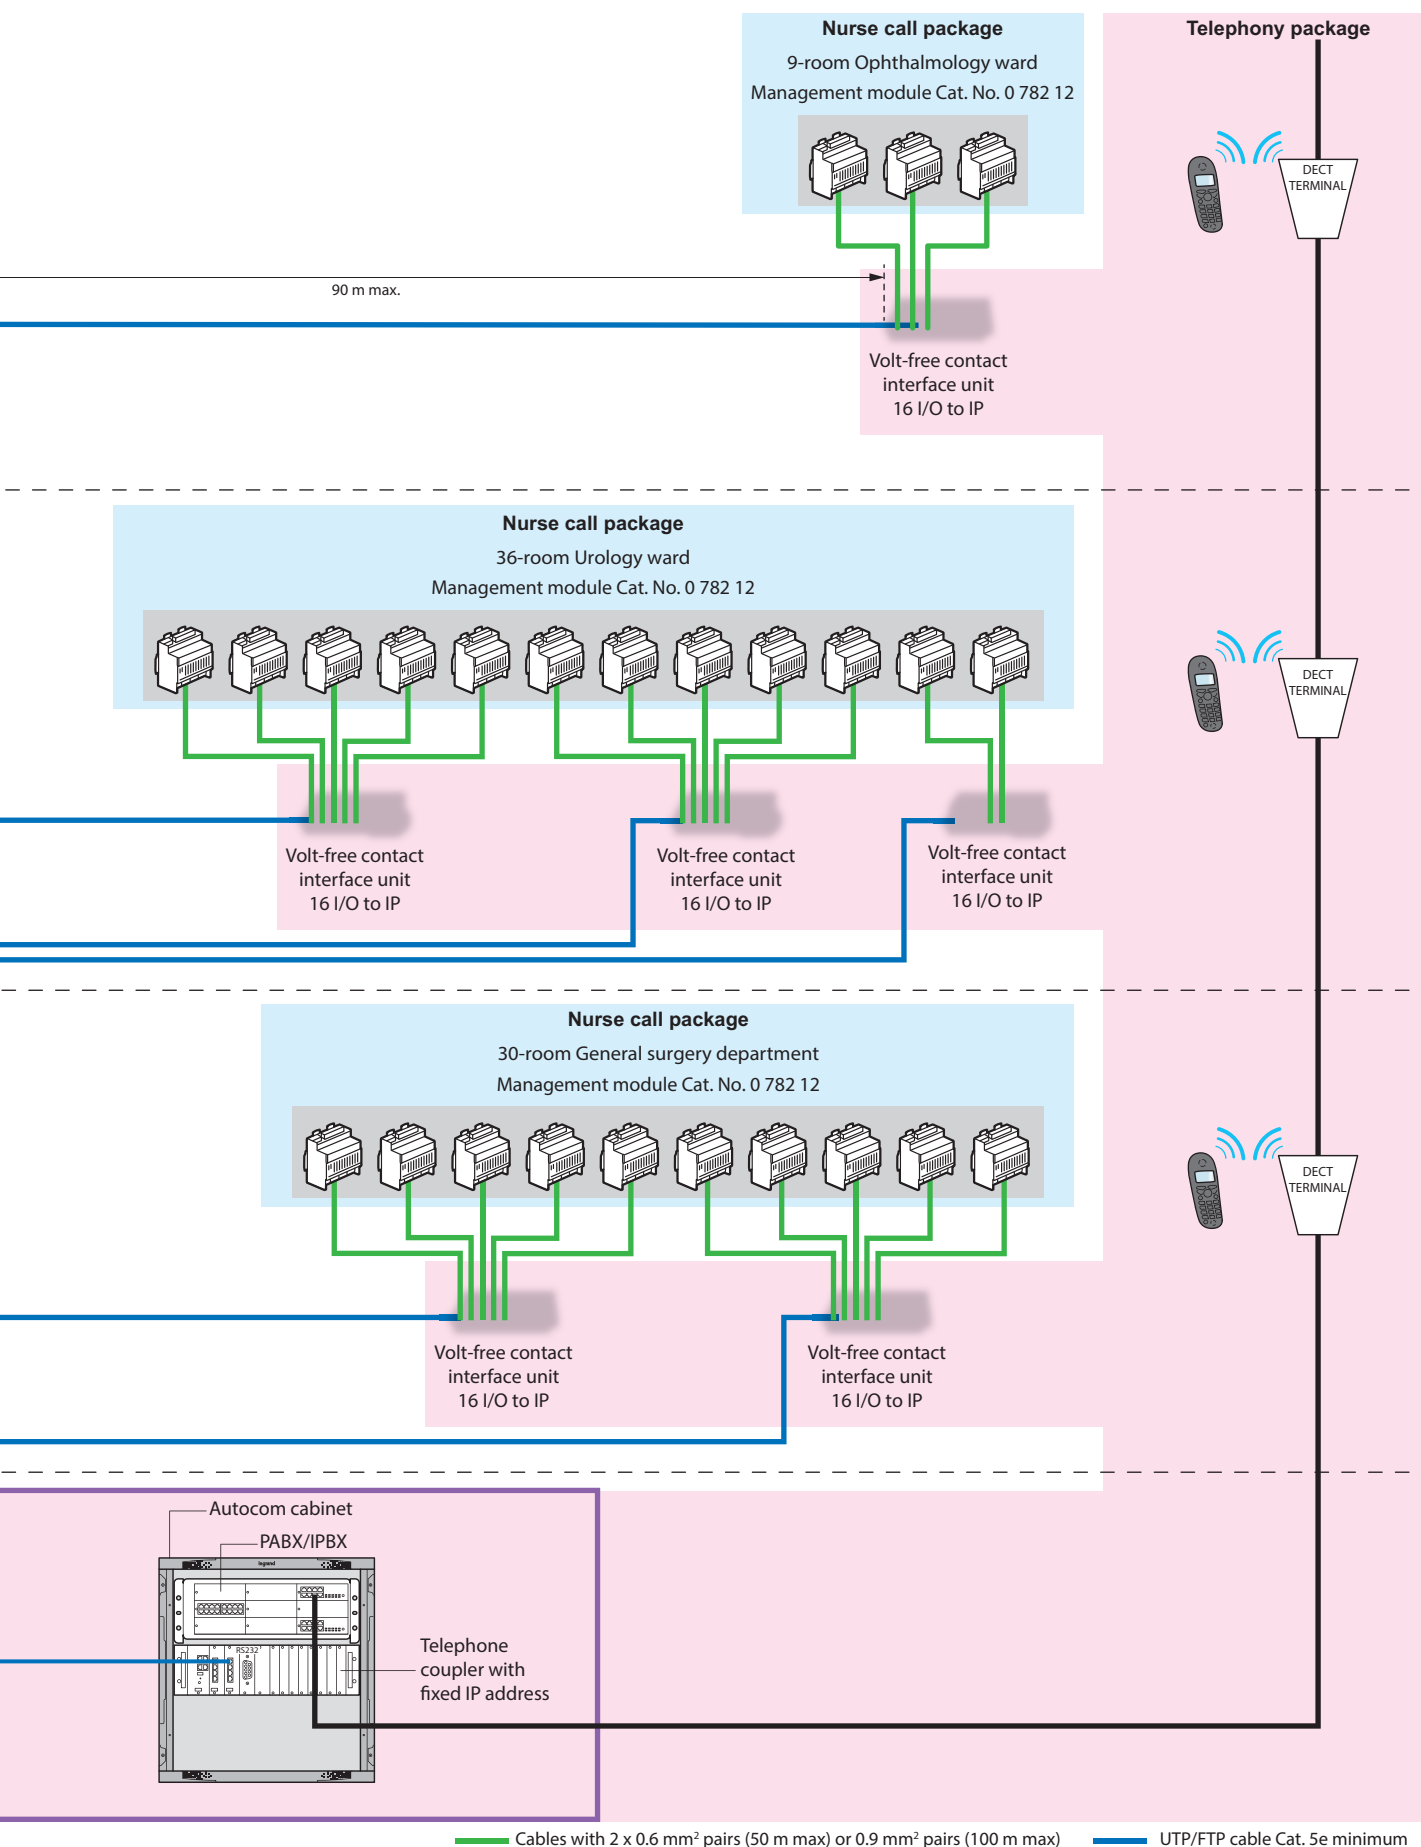 Nurse call package
9-room Ophthalmology ward
Management module Cat. No. 0 782 12
Telephony package
DECT
TERMINAL
90 m max.
Volt-free contact
interface unit
16 I/O to IP
Nurse call package
36-room Urology ward
Management module Cat. No. 0 782 12
DECT
TERMINAL
Volt-free contact
interface unit
16 I/O to IP
Volt-free contact
interface unit
16 I/O to IP
Volt-free contact
interface unit
16 I/O to IP
Nurse call package
30-room General surgery department
Management module Cat. No. 0 782 12
DECT
TERMINAL
Volt-free contact
interface unit
16 I/O to IP
Volt-free contact
interface unit
16 I/O to IP
Autocom cabinet
PABX/IPBX
legrand
RS232
Telephone
coupler with
fixed IP address
Cables with 2 x 0.6 mm² pairs (50 m max) or 0.9 mm² pairs (100 m max)
UTP/FTP cable Cat. 5e minimum